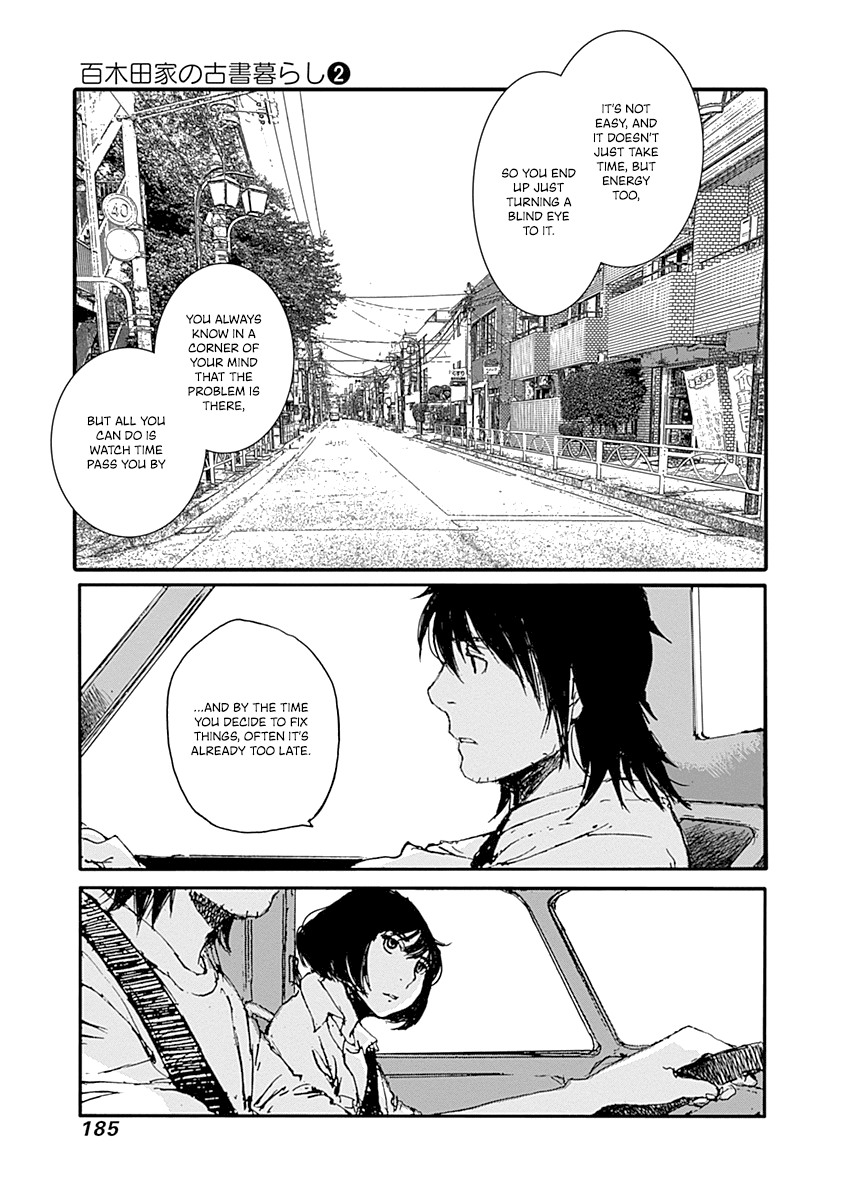 百木田家の古書暮らし❷
IT'S NOT
EASY, AND
IT DOESN'T
JUST TAKE
TIME, BUT
ENERGY
TOO,
SO YOU END
UP JUST
TURNING A
BLIND EYE
TO IT.
YOU ALWAYS
KNOW IN A
CORNER OF
YOUR MIND
THAT THE
PROBLEM IS
THERE,
BUT ALL YOU
CAN DO IS
WATCH TIME
PASS YOU BY
40
...AND BY THE TIME
YOU DECIDE TO FIX
THINGS, OFTEN IT'S
ALREADY TOO LATE.
185